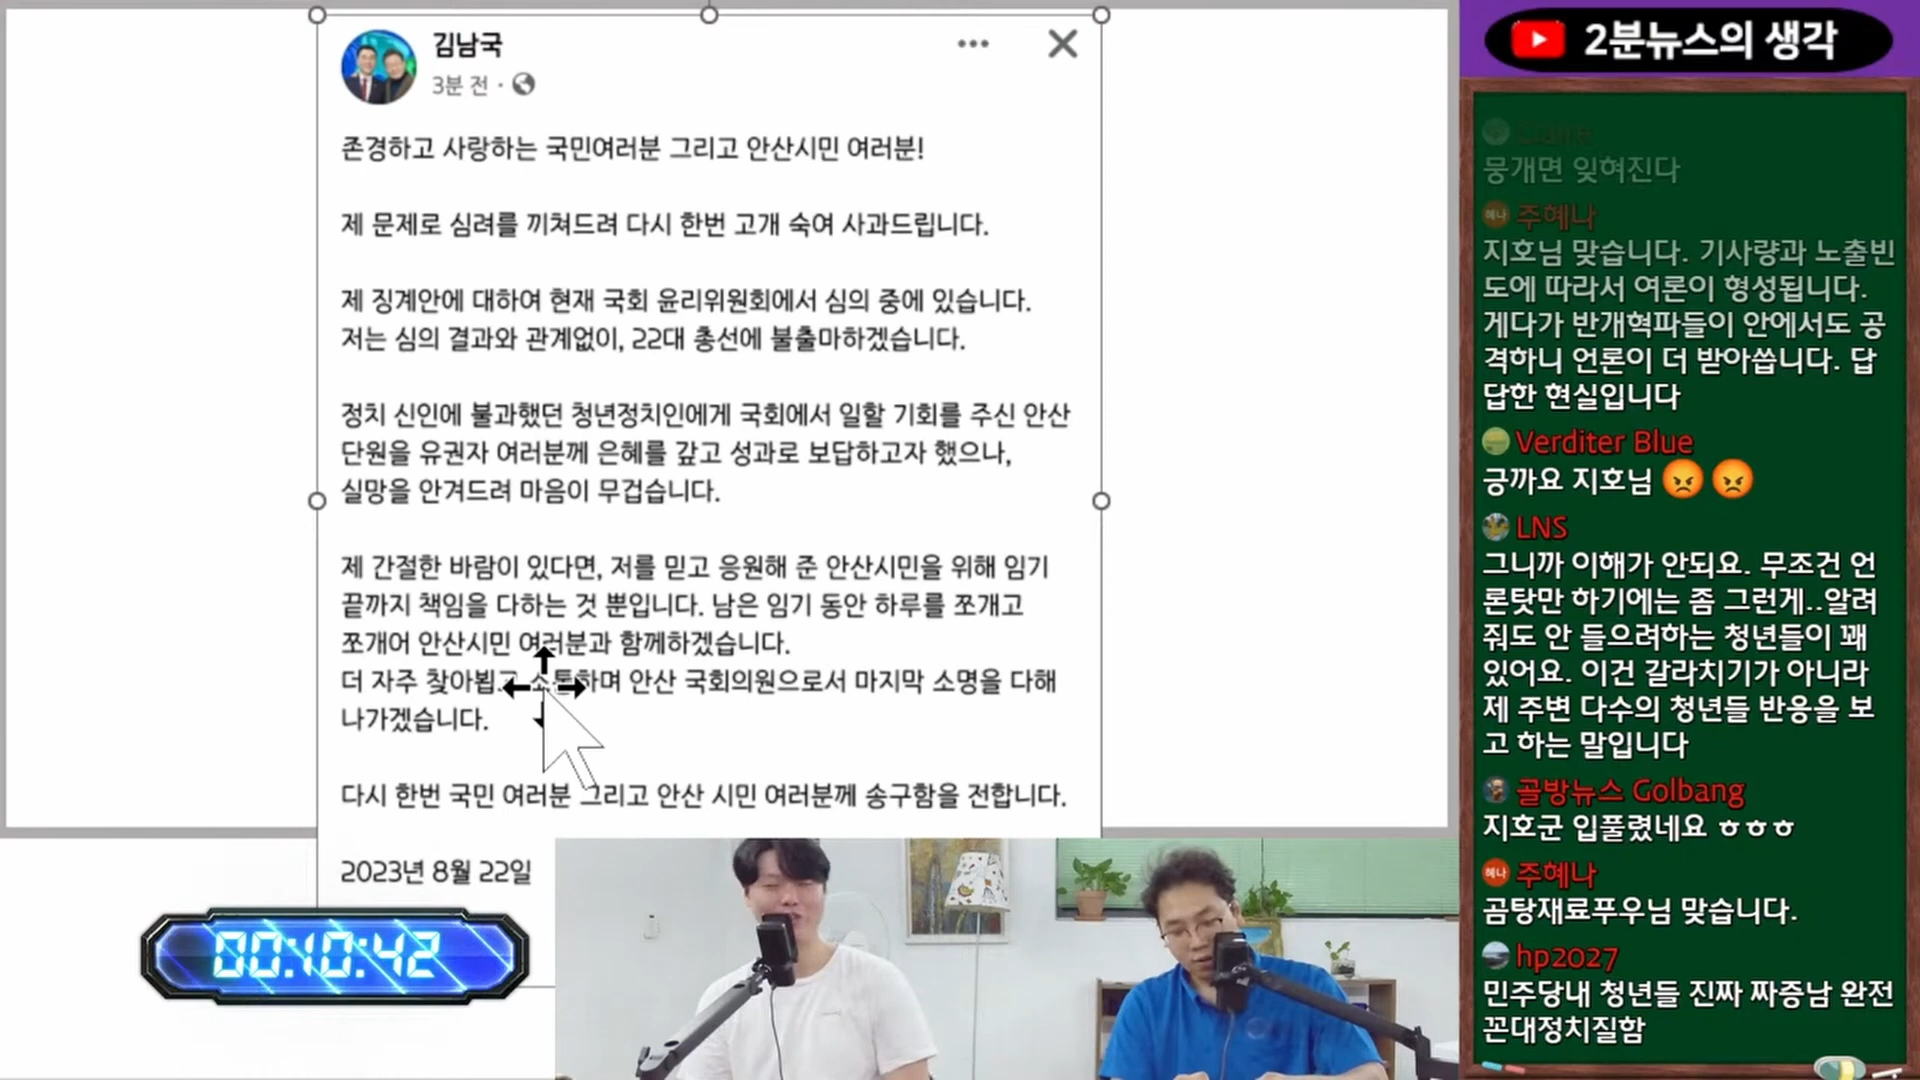 김남국
3분 전 ·
존경하고 사랑하는 국민여러분 그리고 안산시민 여러분!
제 문제로 심려를 끼쳐드려 다시 한번 고개 숙여 사과드립니다.
제 징계안에 대하여 현재 국회 윤리위원회에서 심의 중에 있습니다.
저는 심의 결과와 관계없이, 22대 총선에 불출마하겠습니다.
정치 신인에 불과했던 청년정치인에게 국회에서 일할 기회를 주신 안산
단원을 유권자 여러분께 은혜를 갚고 성과로 보답하고자 했으나,
실망을 안겨드려 마음이 무겁습니다.
제 간절한 바람이 있다면, 저를 믿고 응원해 준 안산시민을 위해 임기
끝까지 책임을 다하는 것 뿐입니다. 남은 임기 동안 하루를 쪼개고
쪼개어 안산시민 여러분과 함께하겠습니다.
더 자주 찾아뵙고 소통하며 안산 국회의원으로서 마지막 소명을 다해
나가겠습니다.
다시 한번 국민 여러분 그리고 안산 시민 여러분께 송구함을 전합니다.
2023년 8월 22일
00:10:42
2분뉴스의 생각
뭉개면 잊혀진다
혜나 주혜나
지호님 맞습니다. 기사량과 노출빈
도에 따라서 여론이 형성됩니다.
게다가 반개혁파들이 안에서도 공
격하니 언론이 더 받아씁니다. 답
답한 현실입니다
Verditer Blue
긍까요 지호님 😡 😡
LNS
그니까 이해가 안되요. 무조건 언
론탓만 하기에는 좀 그런게..알려
줘도 안 들으려하는 청년들이 꽤
있어요. 이건 갈라치기가 아니라
제 주변 다수의 청년들 반응을 보
고 하는 말입니다
골방뉴스 Golbang
지호군 입풀렸네요 ㅎㅎㅎ
혜나 주혜나
곰탕재료푸우님 맞습니다.
hp2027
민주당내 청년들 진짜 짜증남 완전
꼰대정치질함